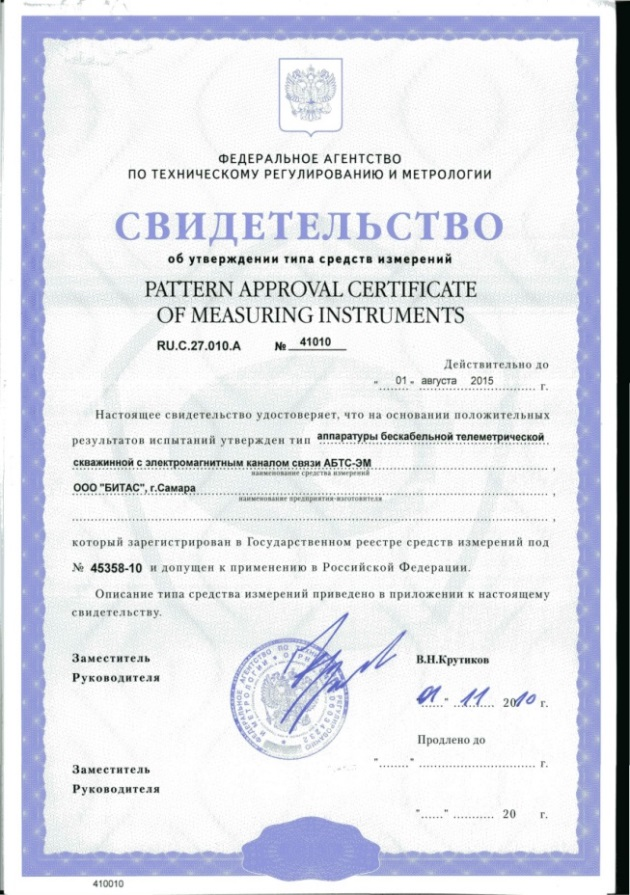 ФЕДЕРАЛЬНОЕ АГЕНТСТВО
ПО ТЕХНИЧЕСКОМУ РЕГУЛИРОВАНИЮ И МЕТРОЛОГИИ
СВИДЕТЕЛЬСТВО
об утверждении типа средств измерений
PATTERN APPROVAL CERTIFICATE
OF MEASURING INSTRUMENTS
RU.C.27.010.A № 41010
Действительно до
" 01 " августа 2015 г.
Настоящее свидетельство удостоверяет, что на основании положительных
результатов испытаний утвержден тип аппаратуры бескабельной телеметрической
скважинной с электромагнитным каналом связи АБТС-ЭМ ,
наименование средства измерений
ООО "БИТАС", г.Самара ,
наименование предприятия-изготовителя
,
который зарегистрирован в Государственном реестре средств измерений под
№ 45358-10 и допущен к применению в Российской Федерации.
Описание типа средства измерений приведено в приложении к настоящему
свидетельству.
Заместитель
Руководителя
В.Н.Крутиков
01 - 11 2010 г.
Продлено до
"......." г.
Заместитель
Руководителя
"......" 20 г.
410010